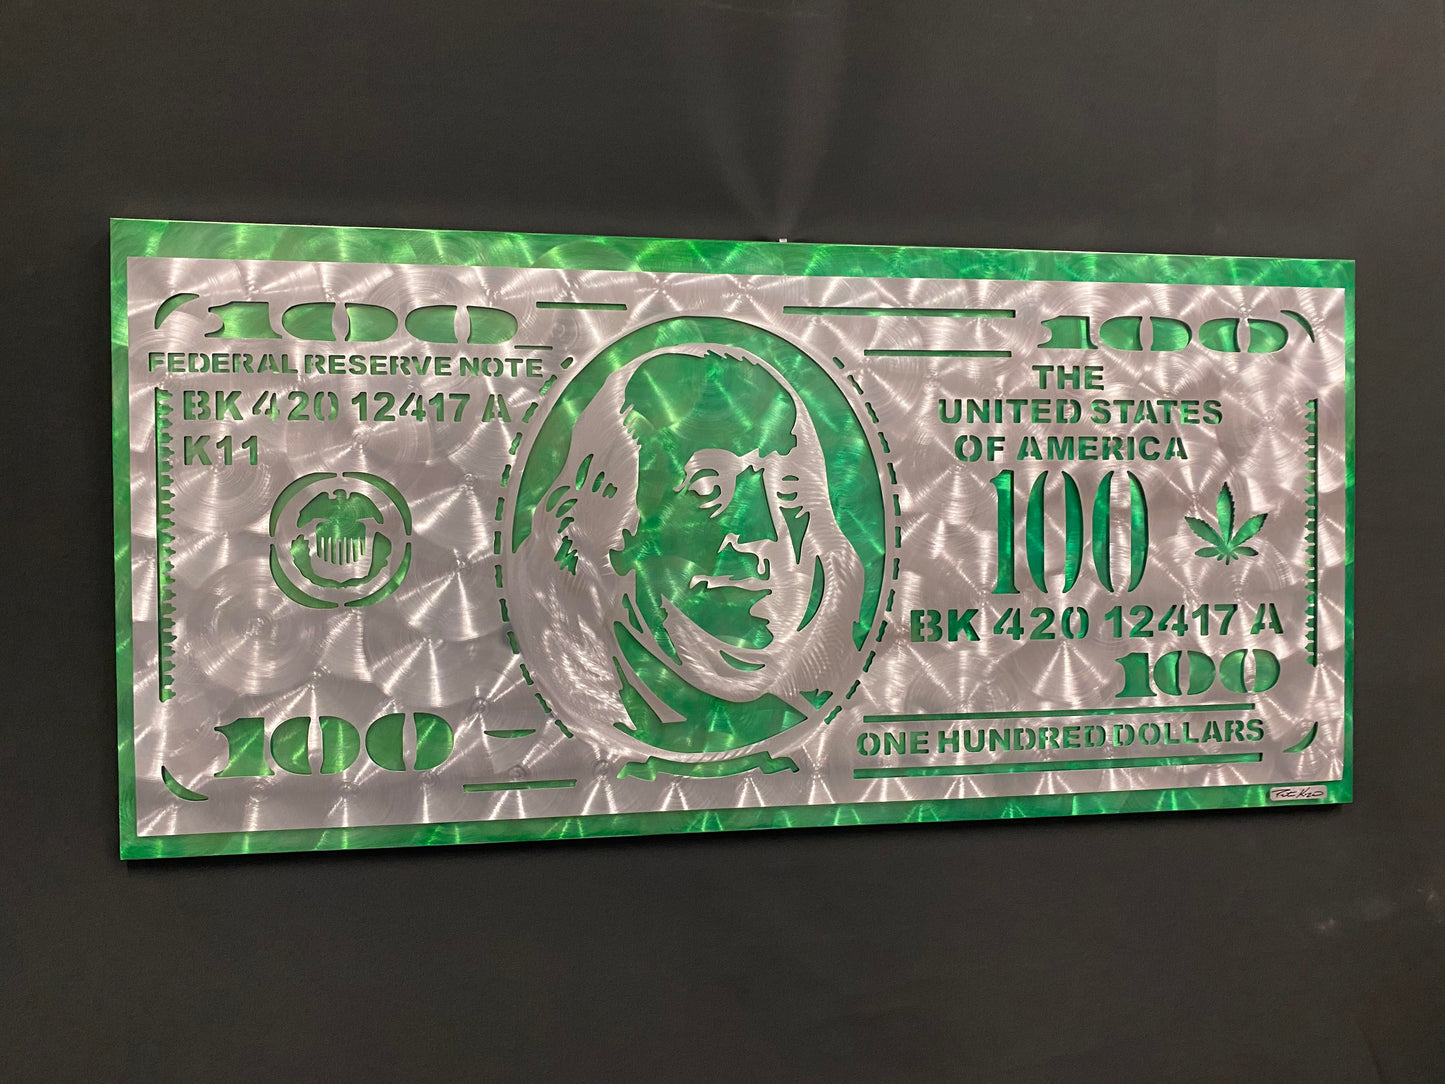 100
FEDERAL RESERVE NOTE
BK 420 12417 A
K11
100
100
THE
UNITED STATES
OF AMERICA
100
BK 420 12417 A
100
ONE HUNDRED DOLLARS